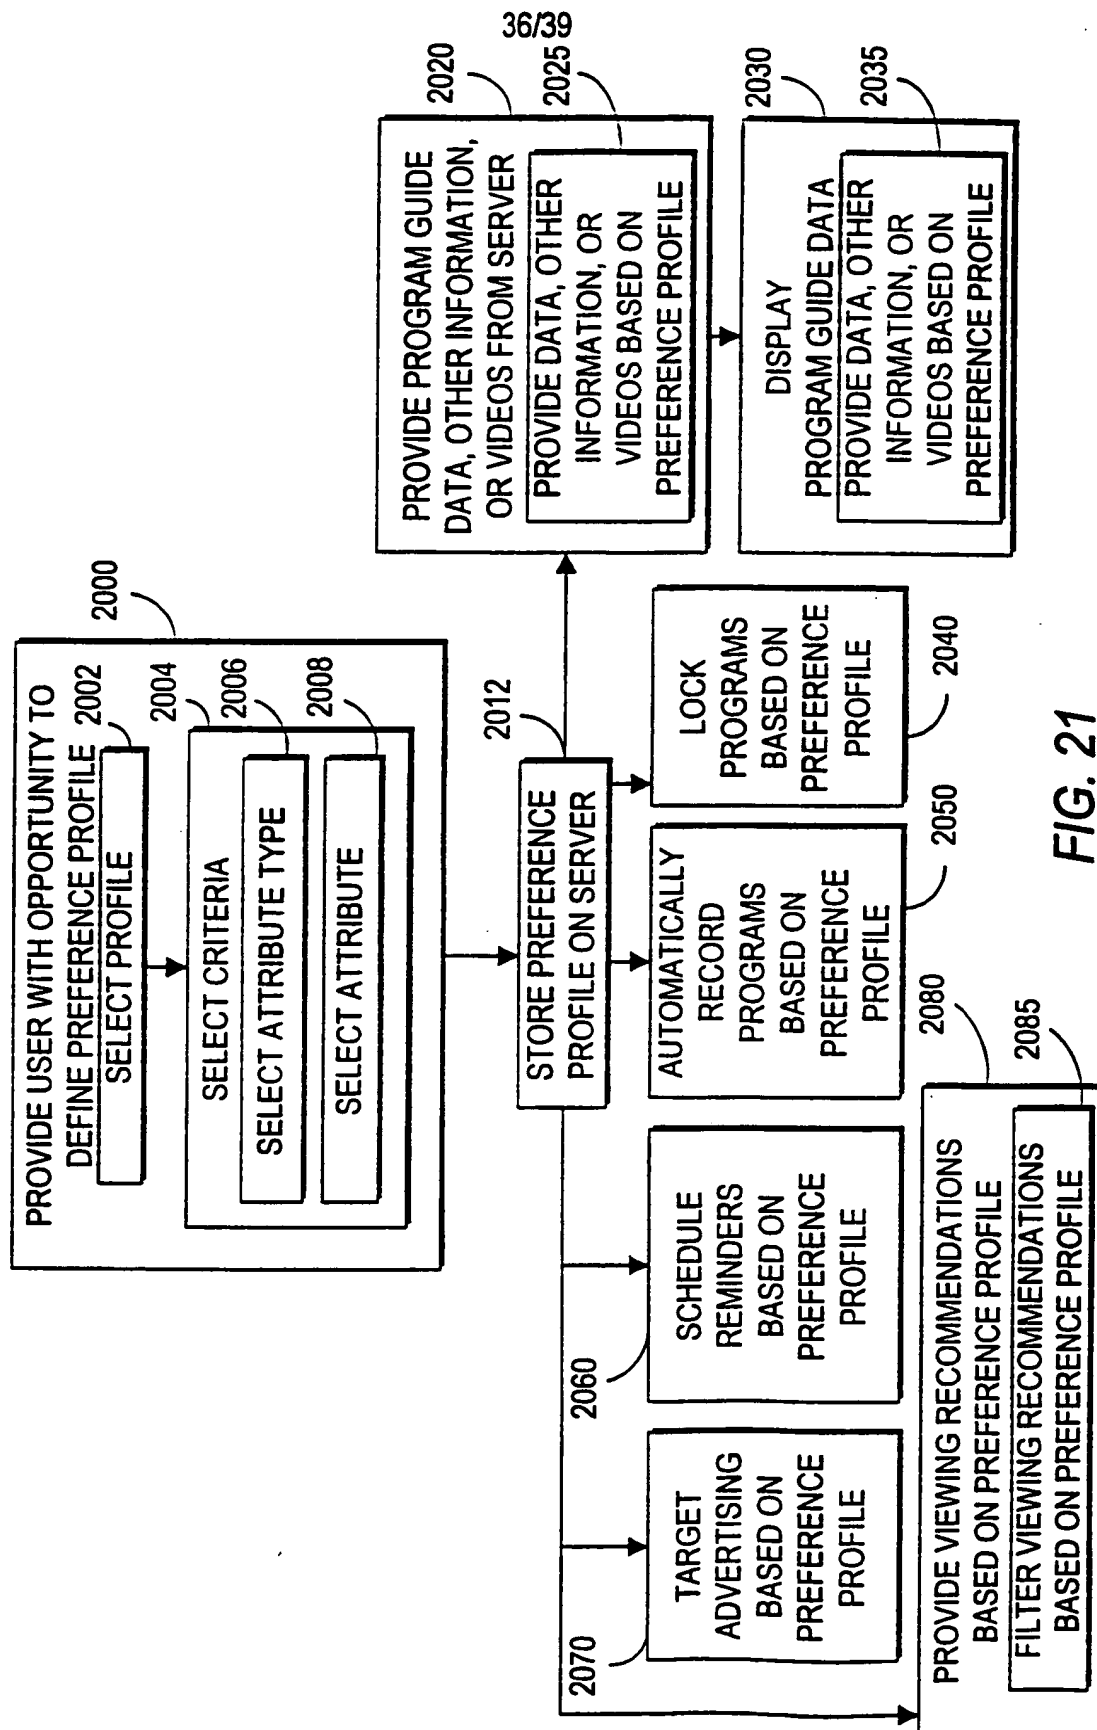 36/39
PROVIDE USER WITH OPPORTUNITY TO
DEFINE PREFERENCE PROFILE
2000
SELECT PROFILE
2002
SELECT CRITERIA
2004
SELECT ATTRIBUTE TYPE
2006
SELECT ATTRIBUTE
2008
STORE PREFERENCE
PROFILE ON SERVER
2012
PROVIDE PROGRAM GUIDE
DATA, OTHER INFORMATION,
OR VIDEOS FROM SERVER
2020
PROVIDE DATA, OTHER
INFORMATION, OR
VIDEOS BASED ON
PREFERENCE PROFILE
2025
DISPLAY
PROGRAM GUIDE DATA
2030
PROVIDE DATA, OTHER
INFORMATION, OR
VIDEOS BASED ON
PREFERENCE PROFILE
2035
TARGET
ADVERTISING
BASED ON
PREFERENCE
PROFILE
2070
SCHEDULE
REMINDERS
BASED ON
PREFERENCE
PROFILE
2060
AUTOMATICALLY
RECORD
PROGRAMS
BASED ON
PREFERENCE
PROFILE
2050
LOCK
PROGRAMS
BASED ON
PREFERENCE
PROFILE
2040
PROVIDE VIEWING RECOMMENDATIONS
BASED ON PREFERENCE PROFILE
2080
FILTER VIEWING RECOMMENDATIONS
BASED ON PREFERENCE PROFILE
2085
FIG. 21